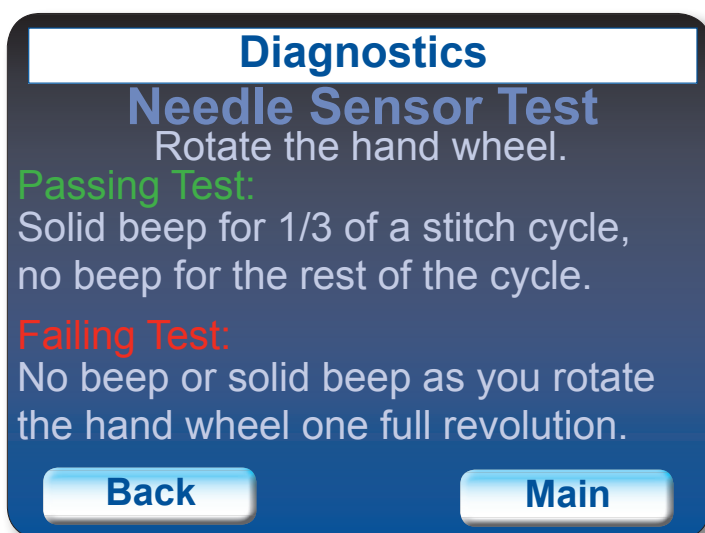 Diagnostics
Needle Sensor Test
Rotate the hand wheel.
Passing Test:
Solid beep for 1/3 of a stitch cycle,
no beep for the rest of the cycle.
Failing Test:
No beep or solid beep as you rotate
the hand wheel one full revolution.
Back
Main